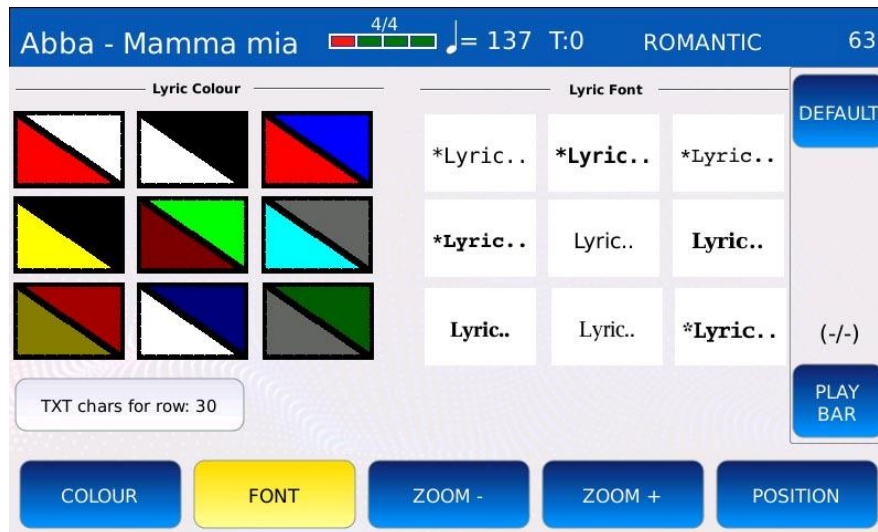 Abba - Mamma mia 4/4 = 137 T:0 ROMANTIC 63
Lyric Colour Lyric Font
DEFAULT
*Lyric.. *Lyric.. *Lyric..
*Lyric.. Lyric.. Lyric..
Lyric.. Lyric.. *Lyric..
(-/-)
TXT chars for row: 30
PLAY
BAR
COLOUR FONT ZOOM - ZOOM + POSITION